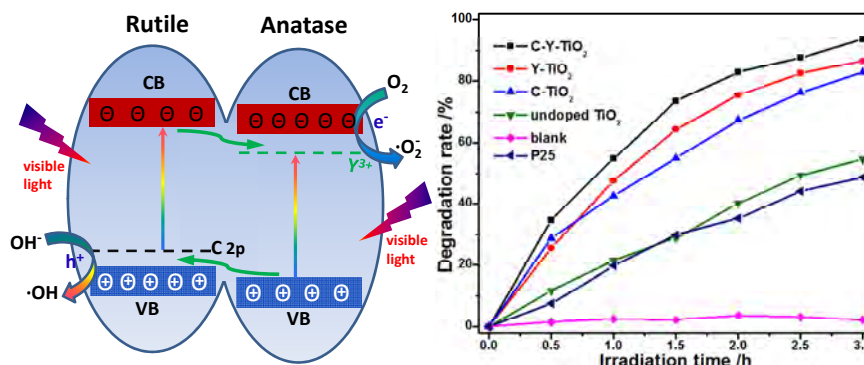 Rutile
Anatase
CB
Θ Θ Θ Θ
CB
Θ Θ Θ Θ Θ
O₂
e⁻
·O₂⁻
Y³⁺
visible
light
visible
light
OH⁻
h⁺
·OH
C 2p
⊕ ⊕ ⊕ ⊕ ⊕
VB
⊕ ⊕ ⊕ ⊕
VB
Degradation rate /%
100
80
60
40
20
0
C-Y-TiO₂
Y-TiO₂
C-TiO₂
undoped TiO₂
blank
P25
0.0 0.5 1.0 1.5 2.0 2.5 3.
Irradiation time /h